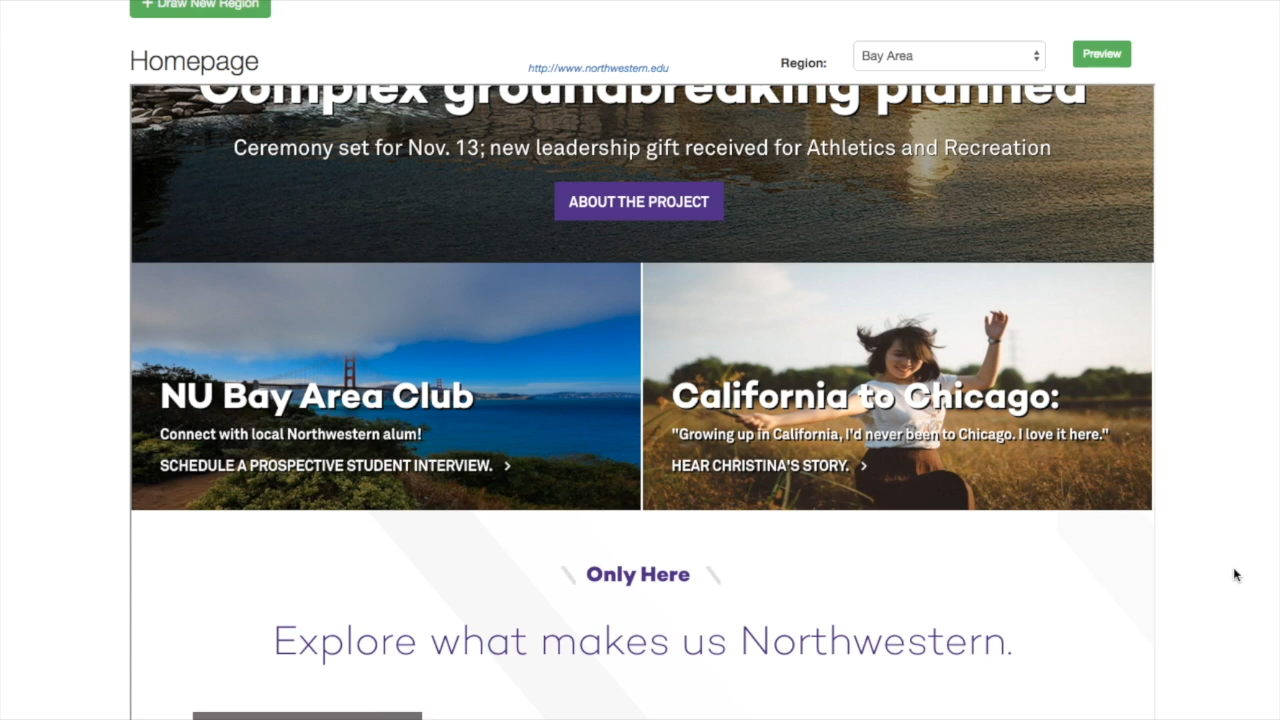 + Draw New Region
Homepage
http://www.northwestern.edu
Region:
Bay Area
Preview
Complex groundbreaking planned
Ceremony set for Nov. 13; new leadership gift received for Athletics and Recreation
ABOUT THE PROJECT
NU Bay Area Club
Connect with local Northwestern alum!
SCHEDULE A PROSPECTIVE STUDENT INTERVIEW. ›
California to Chicago:
"Growing up in California, I'd never been to Chicago. I love it here."
HEAR CHRISTINA'S STORY. ›
Only Here
Explore what makes us Northwestern.